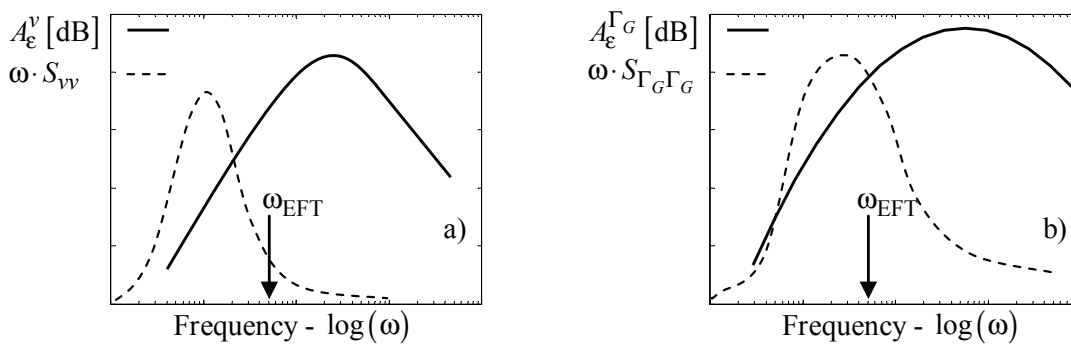 A_ε^v [dB]
ω · S_vv
ω_EFT
a)
Frequency - log(ω)
A_ε^Γ_G [dB]
ω · S_Γ_GΓ_G
ω_EFT
b)
Frequency - log(ω)